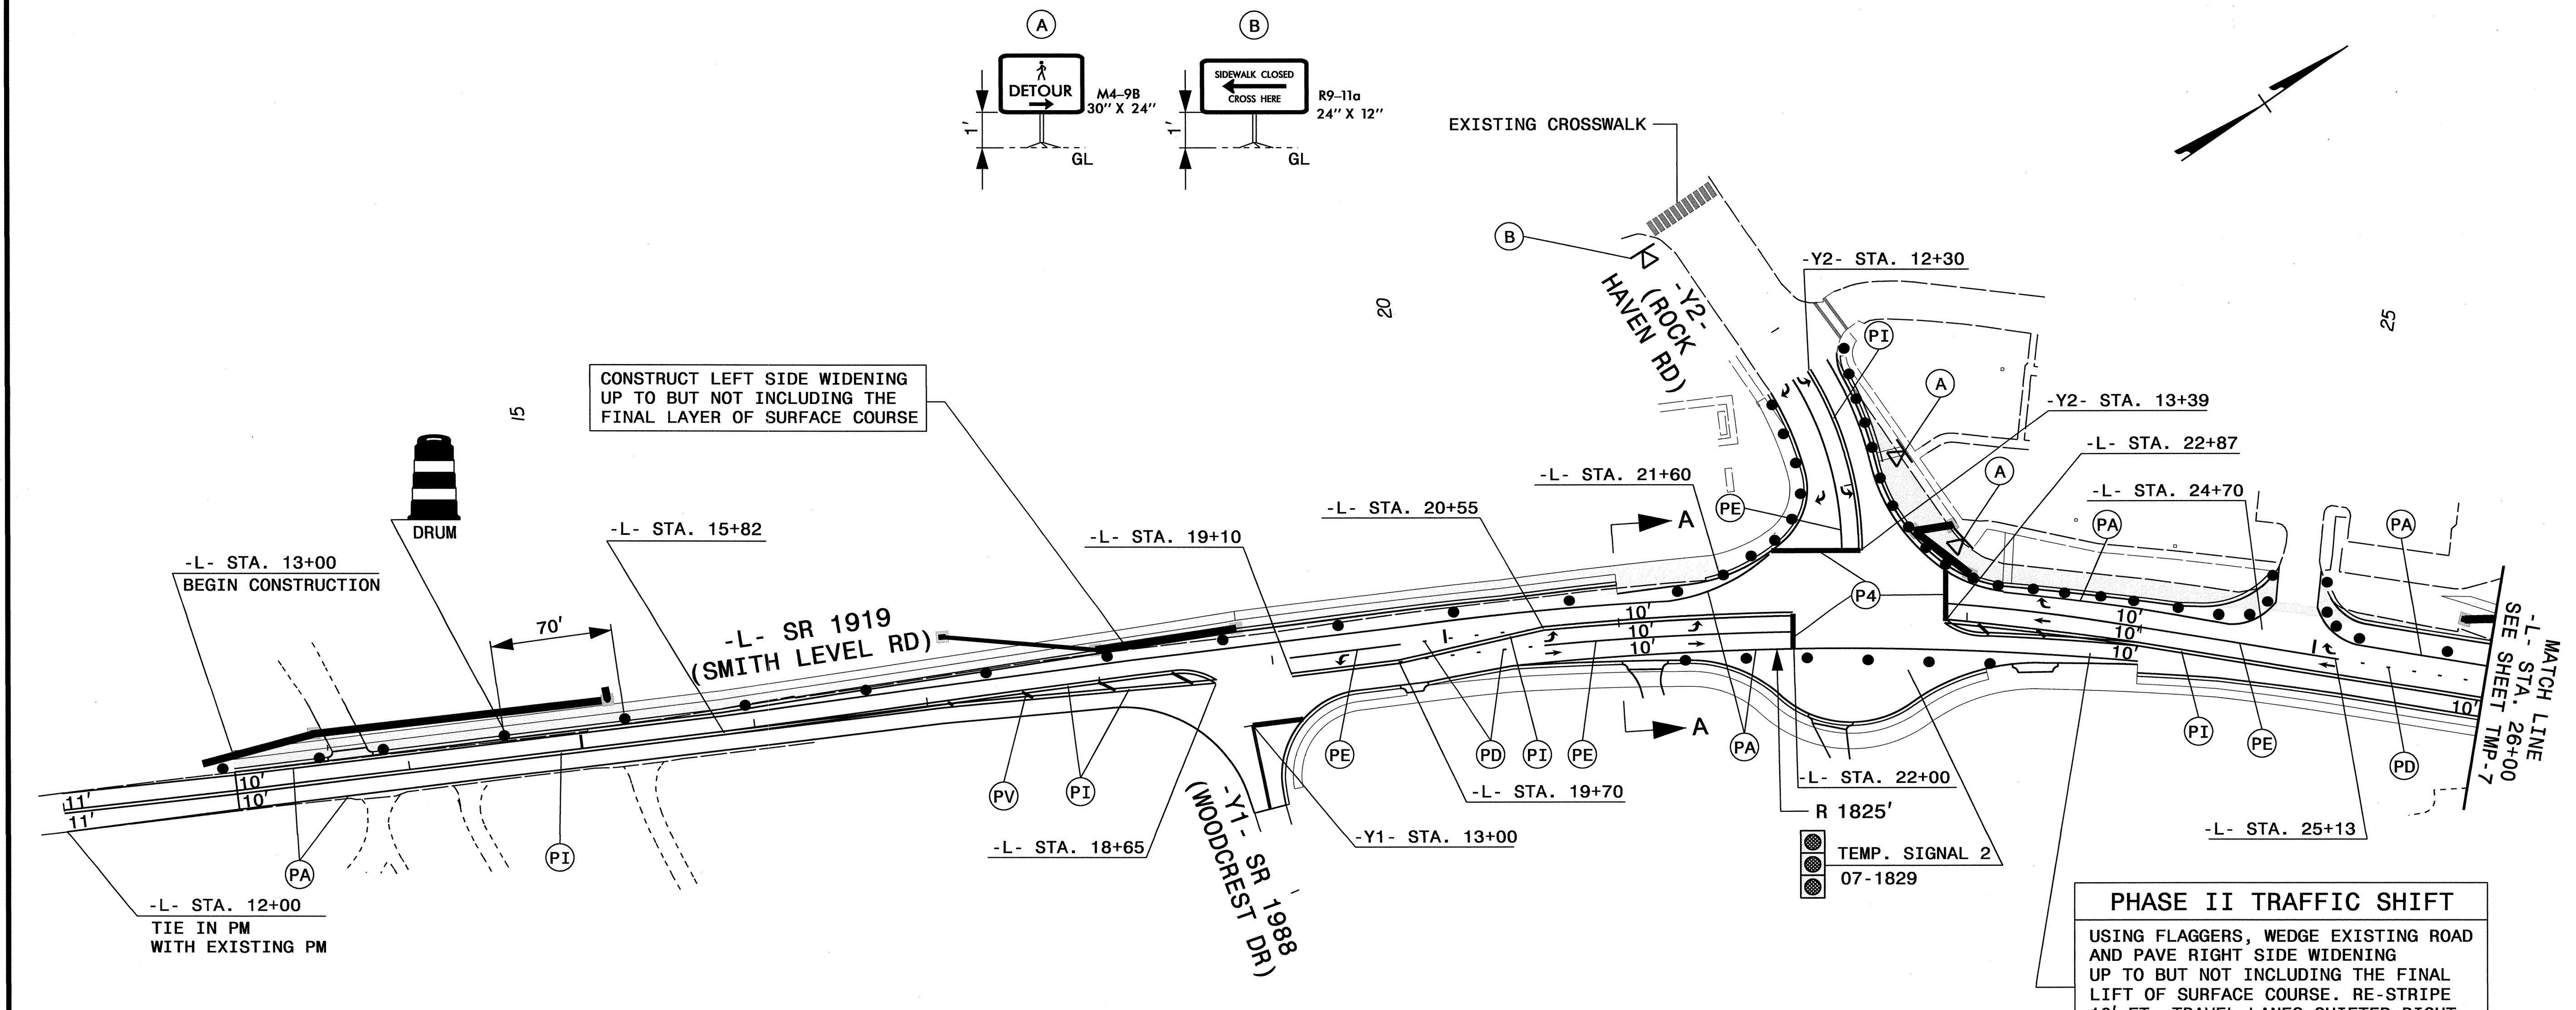 A
B
DETOUR
M4-9B
30" X 24"
1'
GL
SIDEWALK CLOSED
CROSS HERE
R9-11a
24" X 12"
1'
GL
EXISTING CROSSWALK
B
-Y2-
(ROCK
HAVEN RD)
-Y2- STA. 12+30
PI
A
-Y2- STA. 13+39
A
-L- STA. 22+87
-L- STA. 24+70
PA
PA
15
20
25
CONSTRUCT LEFT SIDE WIDENING
UP TO BUT NOT INCLUDING THE
FINAL LAYER OF SURFACE COURSE
DRUM
-L- STA. 13+00
BEGIN CONSTRUCTION
70'
-L- STA. 15+82
-L- SR 1919
(SMITH LEVEL RD)
-L- STA. 19+10
-L- STA. 20+55
-L- STA. 21+60
PE
A
A
P4
10'
10'
10'
10'
10'
10'
10'
MATCH LINE
-L- STA. 26+00
SEE SHEET TMP-7
11'
11'
10'
10'
PA
PI
PV
PI
PE
PD
PI
PE
PA
PI
PE
PD
-L- STA. 12+00
TIE IN PM
WITH EXISTING PM
-L- STA. 18+65
-Y1- SR 1988
(WOODCREST DR)
-Y1- STA. 13+00
-L- STA. 19+70
-L- STA. 22+00
R 1825'
TEMP. SIGNAL 2
07-1829
-L- STA. 25+13
PHASE II TRAFFIC SHIFT
USING FLAGGERS, WEDGE EXISTING ROAD
AND PAVE RIGHT SIDE WIDENING
UP TO BUT NOT INCLUDING THE FINAL
LIFT OF SURFACE COURSE. RE-STRIPE
10' FT. TRAVEL LANES SHIFTED RIGHT